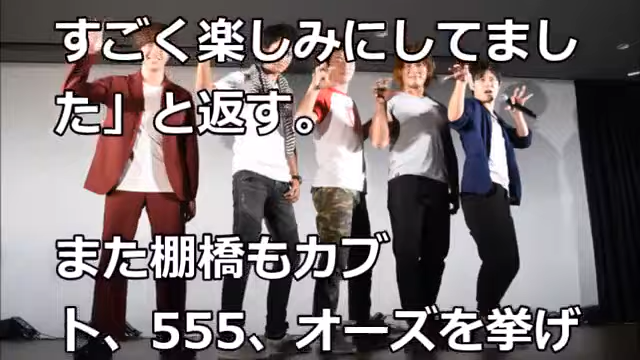 すごく楽しみにしてまし
た」と返す。
また棚橋もカブ
ト、555、オーズを挙げ